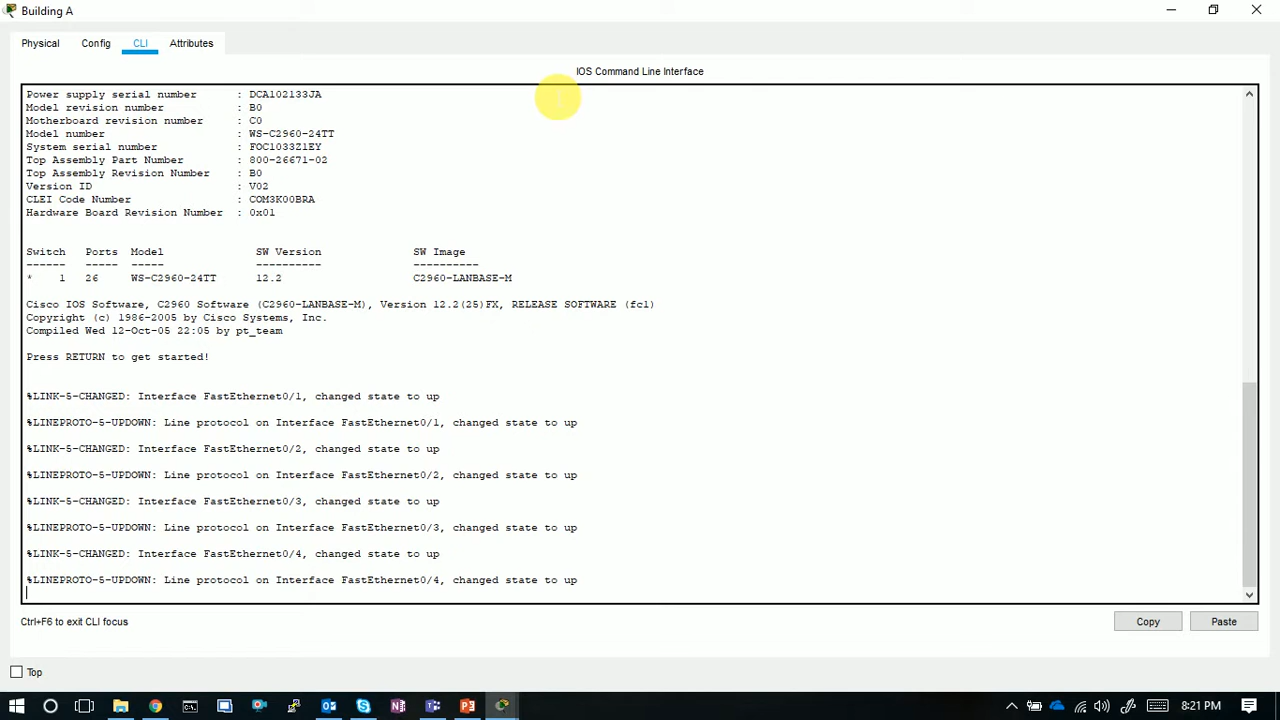 Building A
Physical Config CLI Attributes
IOS Command Line Interface
Power supply serial number : DCA102133JA
Model revision number : B0
Motherboard revision number : C0
Model number : WS-C2960-24TT
System serial number : FOC1033Z1EY
Top Assembly Part Number : 800-26671-02
Top Assembly Revision Number : B0
Version ID : V02
CLEI Code Number : COM3K00BRA
Hardware Board Revision Number : 0x01
Switch Ports Model SW Version SW Image
------ ----- ----- ---------- ----------
* 1 26 WS-C2960-24TT 12.2 C2960-LANBASE-M
Cisco IOS Software, C2960 Software (C2960-LANBASE-M), Version 12.2(25)FX, RELEASE SOFTWARE (fc1)
Copyright (c) 1986-2005 by Cisco Systems, Inc.
Compiled Wed 12-Oct-05 22:05 by pt_team
Press RETURN to get started!
%LINK-5-CHANGED: Interface FastEthernet0/1, changed state to up
%LINEPROTO-5-UPDOWN: Line protocol on Interface FastEthernet0/1, changed state to up
%LINK-5-CHANGED: Interface FastEthernet0/2, changed state to up
%LINEPROTO-5-UPDOWN: Line protocol on Interface FastEthernet0/2, changed state to up
%LINK-5-CHANGED: Interface FastEthernet0/3, changed state to up
%LINEPROTO-5-UPDOWN: Line protocol on Interface FastEthernet0/3, changed state to up
%LINK-5-CHANGED: Interface FastEthernet0/4, changed state to up
%LINEPROTO-5-UPDOWN: Line protocol on Interface FastEthernet0/4, changed state to up
Ctrl+F6 to exit CLI focus
Copy Paste
Top
8:21 PM